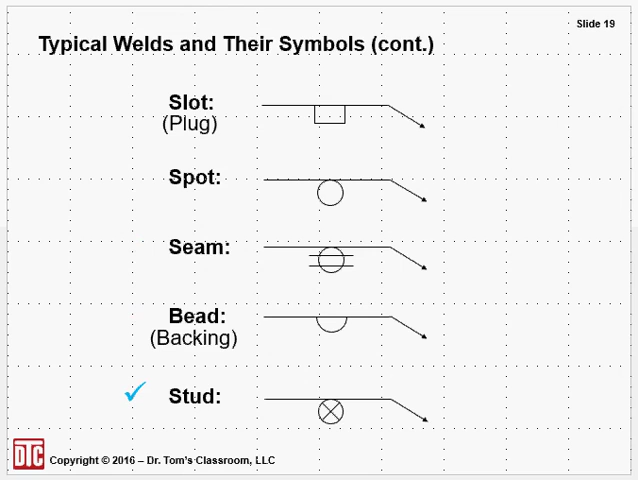 Slide 19
Typical Welds and Their Symbols (cont.)
Slot:
(Plug)
Spot:
Seam:
Bead:
(Backing)
Stud:
DTC
Copyright © 2016 – Dr. Tom's Classroom, LLC